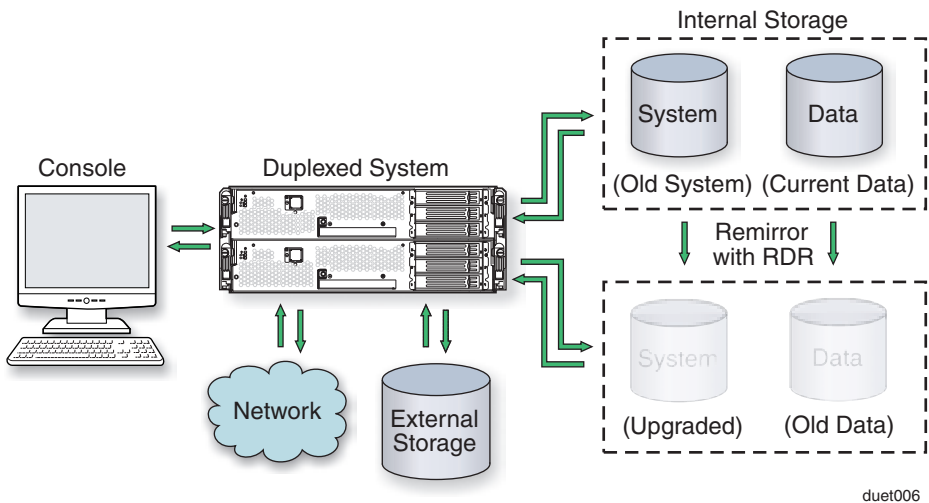 Internal Storage
System
Data
(Old System) (Current Data)
Console
Duplexed System
Remirror
with RDR
System
Data
(Upgraded)
(Old Data)
Network
External
Storage
duet006